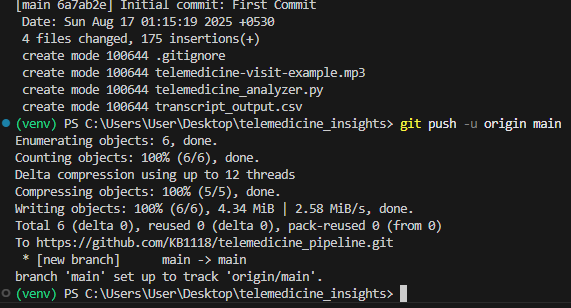 [main 6a7ab2e] Initial commit: First Commit
 Date: Sun Aug 17 01:15:19 2025 +0530
 4 files changed, 175 insertions(+)
 create mode 100644 .gitignore
 create mode 100644 telemedicine-visit-example.mp3
 create mode 100644 telemedicine_analyzer.py
 create mode 100644 transcript_output.csv
(venv) PS C:\Users\User\Desktop\telemedicine_insights> git push -u origin main
Enumerating objects: 6, done.
Counting objects: 100% (6/6), done.
Delta compression using up to 12 threads
Compressing objects: 100% (5/5), done.
Writing objects: 100% (6/6), 4.34 MiB | 2.58 MiB/s, done.
Total 6 (delta 0), reused 0 (delta 0), pack-reused 0 (from 0)
To https://github.com/KB1118/telemedicine_pipeline.git
 * [new branch]      main -> main
branch 'main' set up to track 'origin/main'.
(venv) PS C:\Users\User\Desktop\telemedicine_insights>